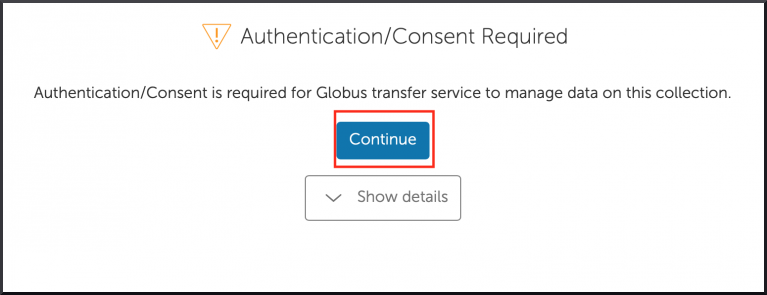 Authentication/Consent Required
Authentication/Consent is required for Globus transfer service to manage data on this collection.
Continue
Show details